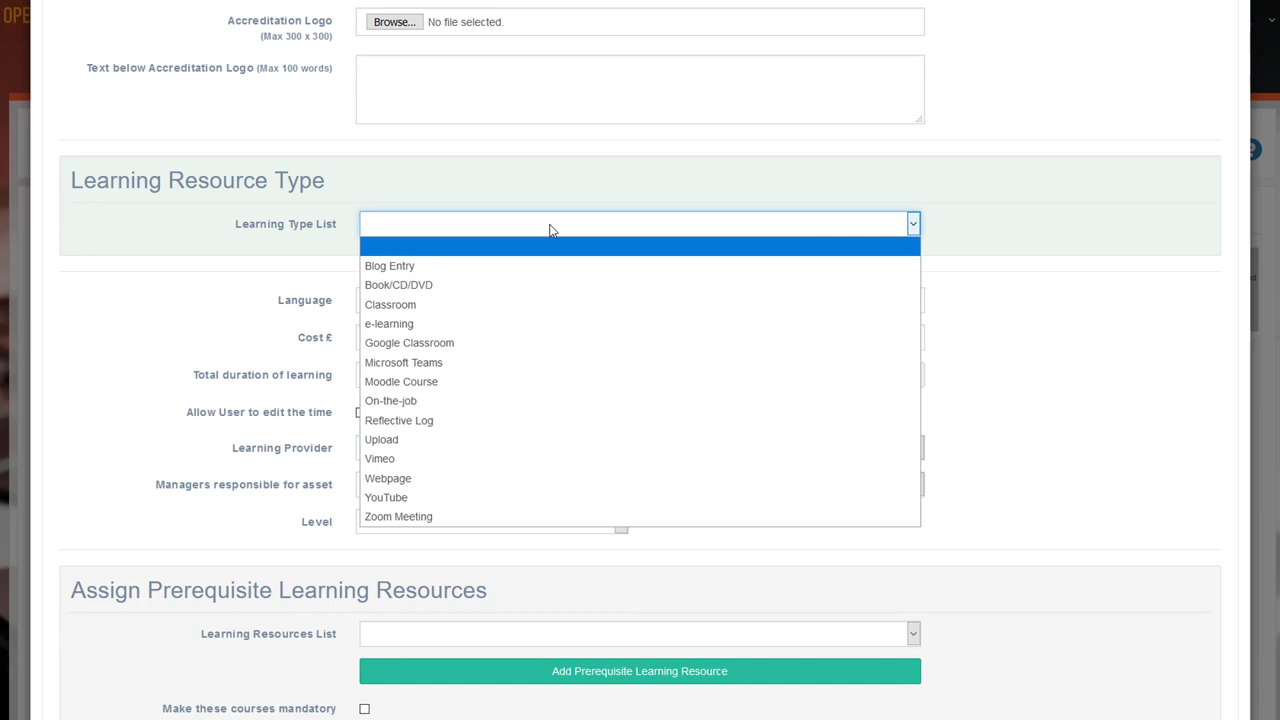 OPE
Accreditation Logo
(Max 300 x 300)
Browse... No file selected.
Text below Accreditation Logo (Max 100 words)
Learning Resource Type
Learning Type List
Blog Entry
Book/CD/DVD
Classroom
e-learning
Google Classroom
Microsoft Teams
Moodle Course
On-the-job
Reflective Log
Upload
Vimeo
Webpage
YouTube
Zoom Meeting
Language
Cost £
Total duration of learning
Allow User to edit the time
Learning Provider
Managers responsible for asset
Level
Assign Prerequisite Learning Resources
Learning Resources List
Add Prerequisite Learning Resource
Make these courses mandatory